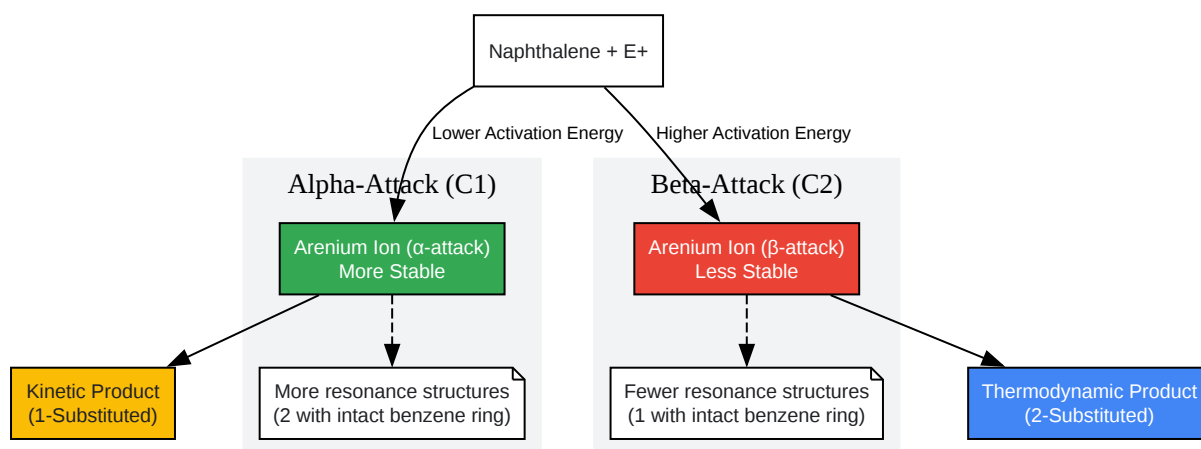 Naphthalene + E+
Lower Activation Energy
Higher Activation Energy
Alpha-Attack (C1)
Beta-Attack (C2)
Arenium Ion (α-attack)
More Stable
Arenium Ion (β-attack)
Less Stable
Kinetic Product
(1-Substituted)
More resonance structures
(2 with intact benzene ring)
Fewer resonance structures
(1 with intact benzene ring)
Thermodynamic Product
(2-Substituted)